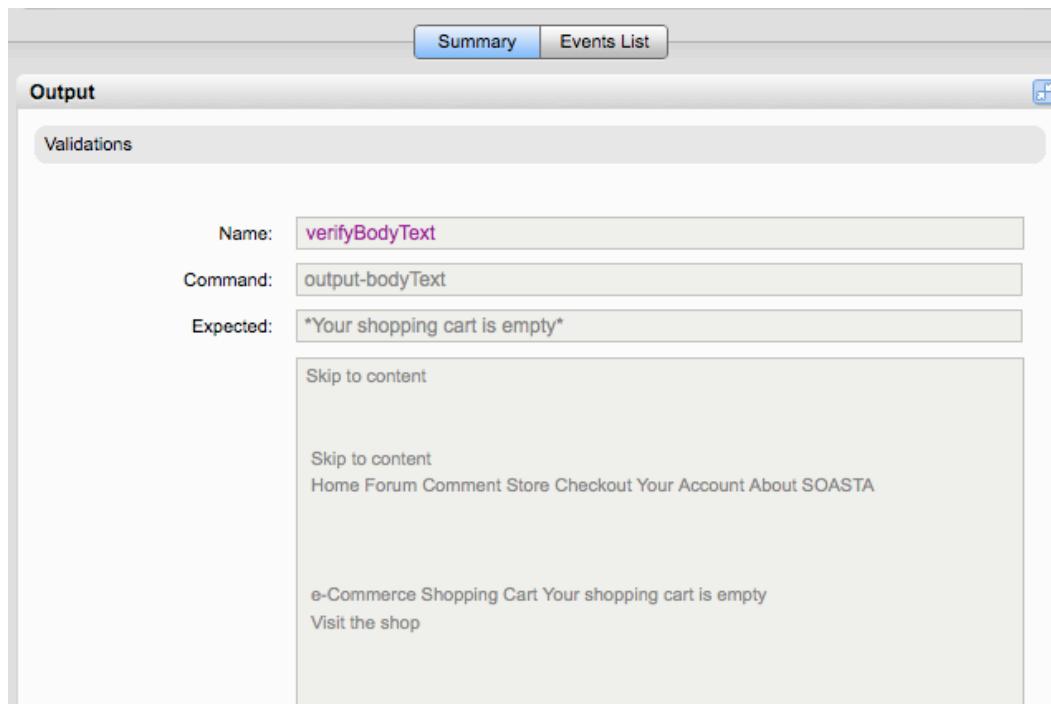 Summary Events List
Output
Validations
Name: verifyBodyText
Command: output-bodyText
Expected: *Your shopping cart is empty*
Skip to content
Skip to content
Home Forum Comment Store Checkout Your Account About SOASTA
e-Commerce Shopping Cart Your shopping cart is empty
Visit the shop